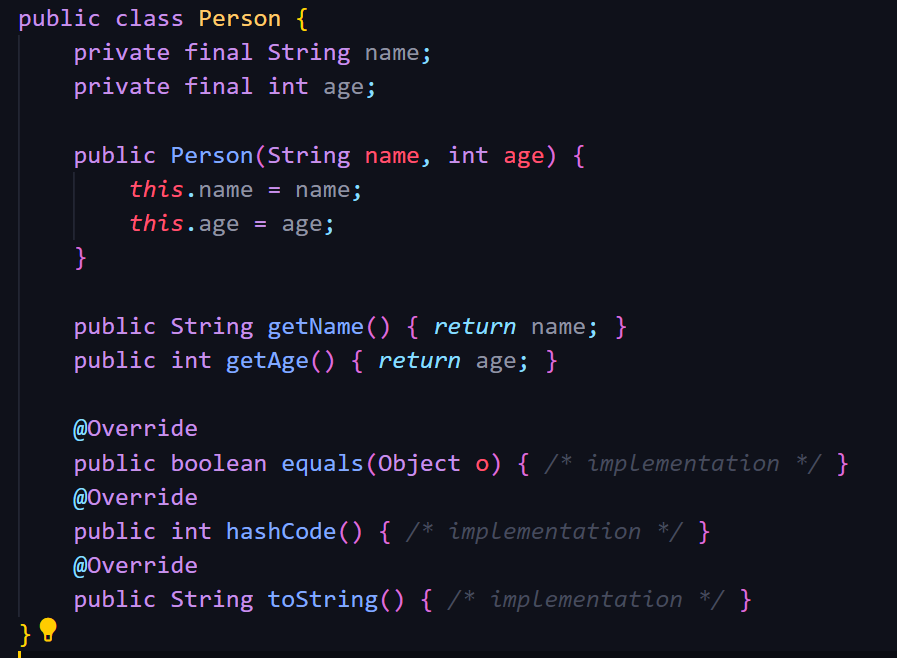 public class Person {
private final String name;
private final int age;
public Person(String name, int age) {
this.name = name;
this.age = age;
}
public String getName() { return name; }
public int getAge() { return age; }
@Override
public boolean equals(Object o) { /* implementation */ }
@Override
public int hashCode() { /* implementation */ }
@Override
public String toString() { /* implementation */ }
}